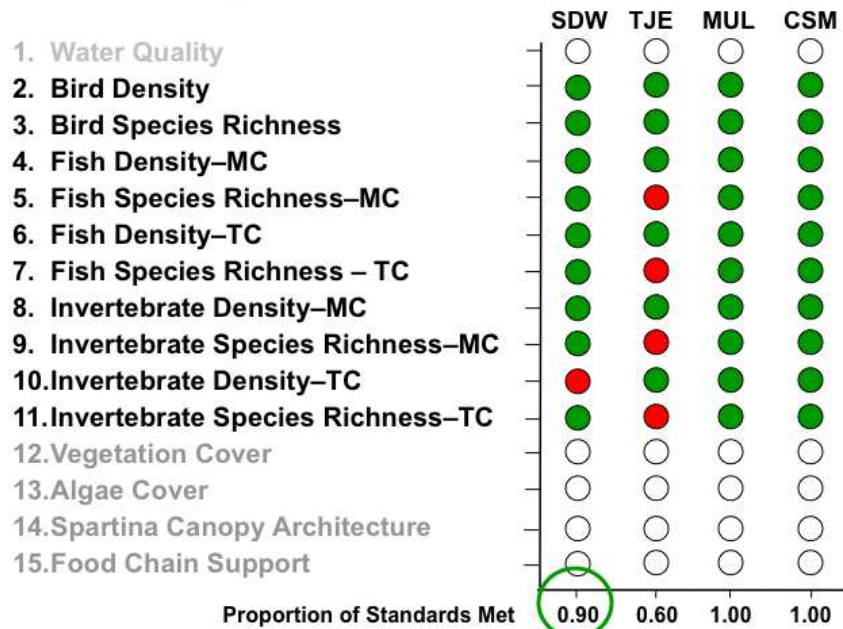 SDW TJE MUL CSM
1. Water Quality
2. Bird Density
3. Bird Species Richness
4. Fish Density–MC
5. Fish Species Richness–MC
6. Fish Density–TC
7. Fish Species Richness – TC
8. Invertebrate Density–MC
9. Invertebrate Species Richness–MC
10.Invertebrate Density–TC
11.Invertebrate Species Richness–TC
12.Vegetation Cover
13.Algae Cover
14.Spartina Canopy Architecture
15.Food Chain Support
Proportion of Standards Met 0.90 0.60 1.00 1.00